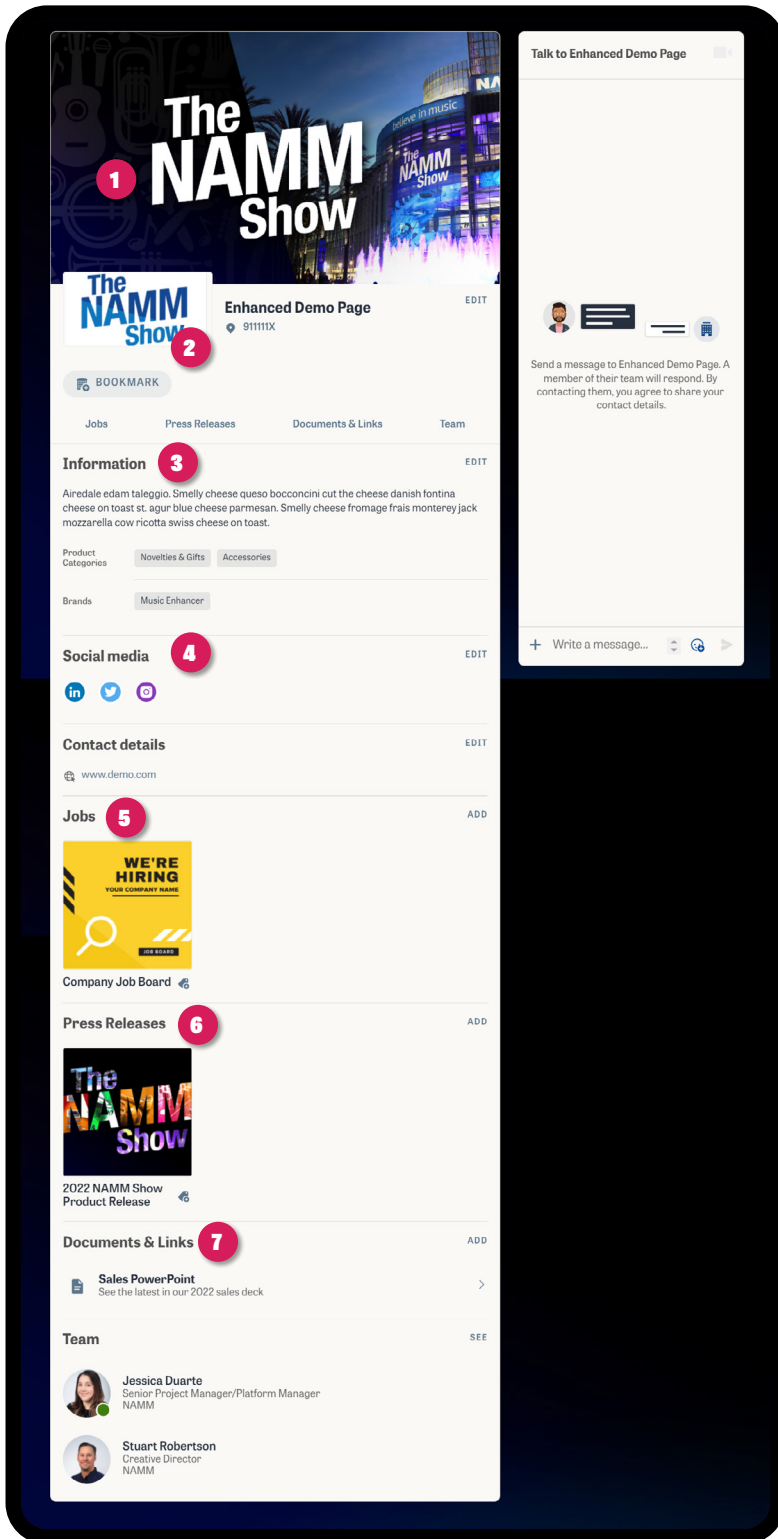 The
NAMM
Show
believe in music
NA
The
NAMM
Show
1
The
NAMM
Show
2
Enhanced Demo Page
EDIT
911111X
BOOKMARK
Jobs
Press Releases
Documents & Links
Team
Information
3
EDIT
Airedale edam taleggio. Smelly cheese queso bocconcini cut the cheese danish fontina
cheese on toast st. agur blue cheese parmesan. Smelly cheese fromage frais monterey jack
mozzarella cow ricotta swiss cheese on toast.
Product
Categories
Novelties & Gifts
Accessories
Brands
Music Enhancer
Social media
4
EDIT
in
Contact details
EDIT
www.demo.com
Jobs
5
ADD
WE'RE
HIRING
YOUR COMPANY NAME
JOB BOARD
Company Job Board
Press Releases
6
ADD
The
NAMM
Show
2022 NAMM Show
Product Release
Documents & Links
7
ADD
Sales PowerPoint
See the latest in our 2022 sales deck
Team
SEE
Jessica Duarte
Senior Project Manager/Platform Manager
NAMM
Stuart Robertson
Creative Director
NAMM
Talk to Enhanced Demo Page
Send a message to Enhanced Demo Page. A
member of their team will respond. By
contacting them, you agree to share your
contact details.
Write a message...